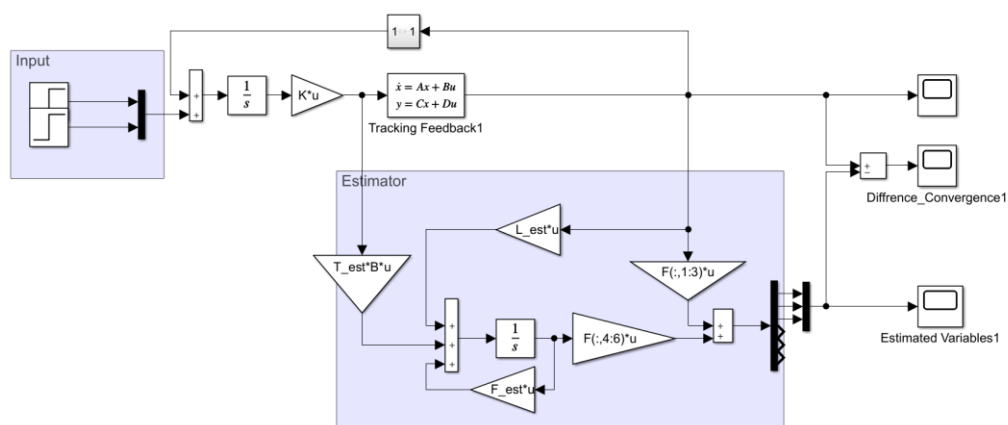 1 1
Input
+
+
1
s
K*u
ẋ = Ax + Bu
y = Cx + Du
Tracking Feedback1
+
−
Diffrence_Convergence1
Estimator
L_est*u
T_est*B*u
F(:,1:3)*u
+
+
+
1
s
F(:,4:6)*u
+
+
Estimated Variables1
F_est*u